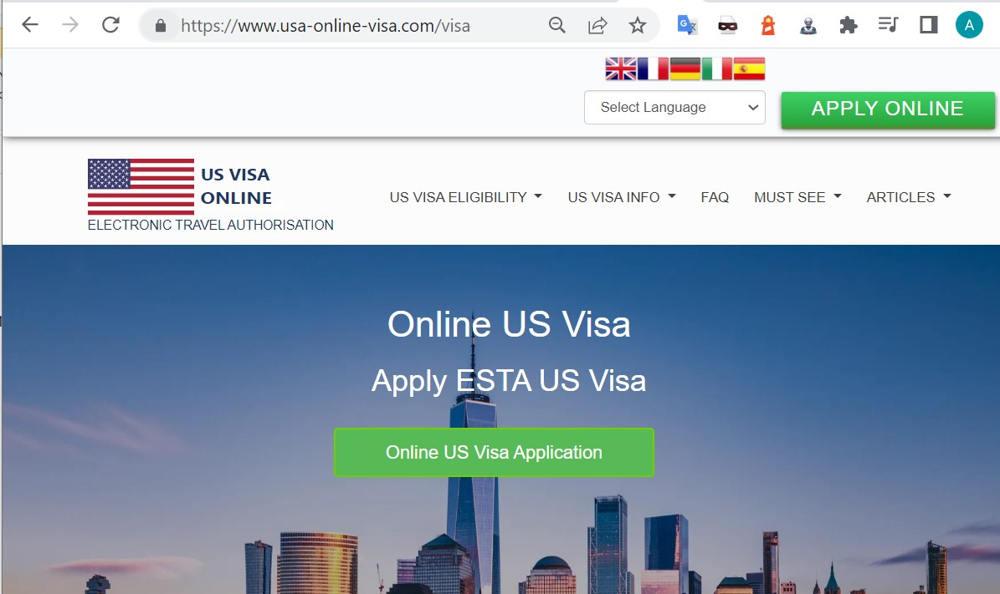 https://www.usa-online-visa.com/visa
A
Select Language
APPLY ONLINE
US VISA
ONLINE
ELECTRONIC TRAVEL AUTHORISATION
US VISA ELIGIBILITY
US VISA INFO
FAQ
MUST SEE
ARTICLES
Online US Visa
Apply ESTA US Visa
Online US Visa Application